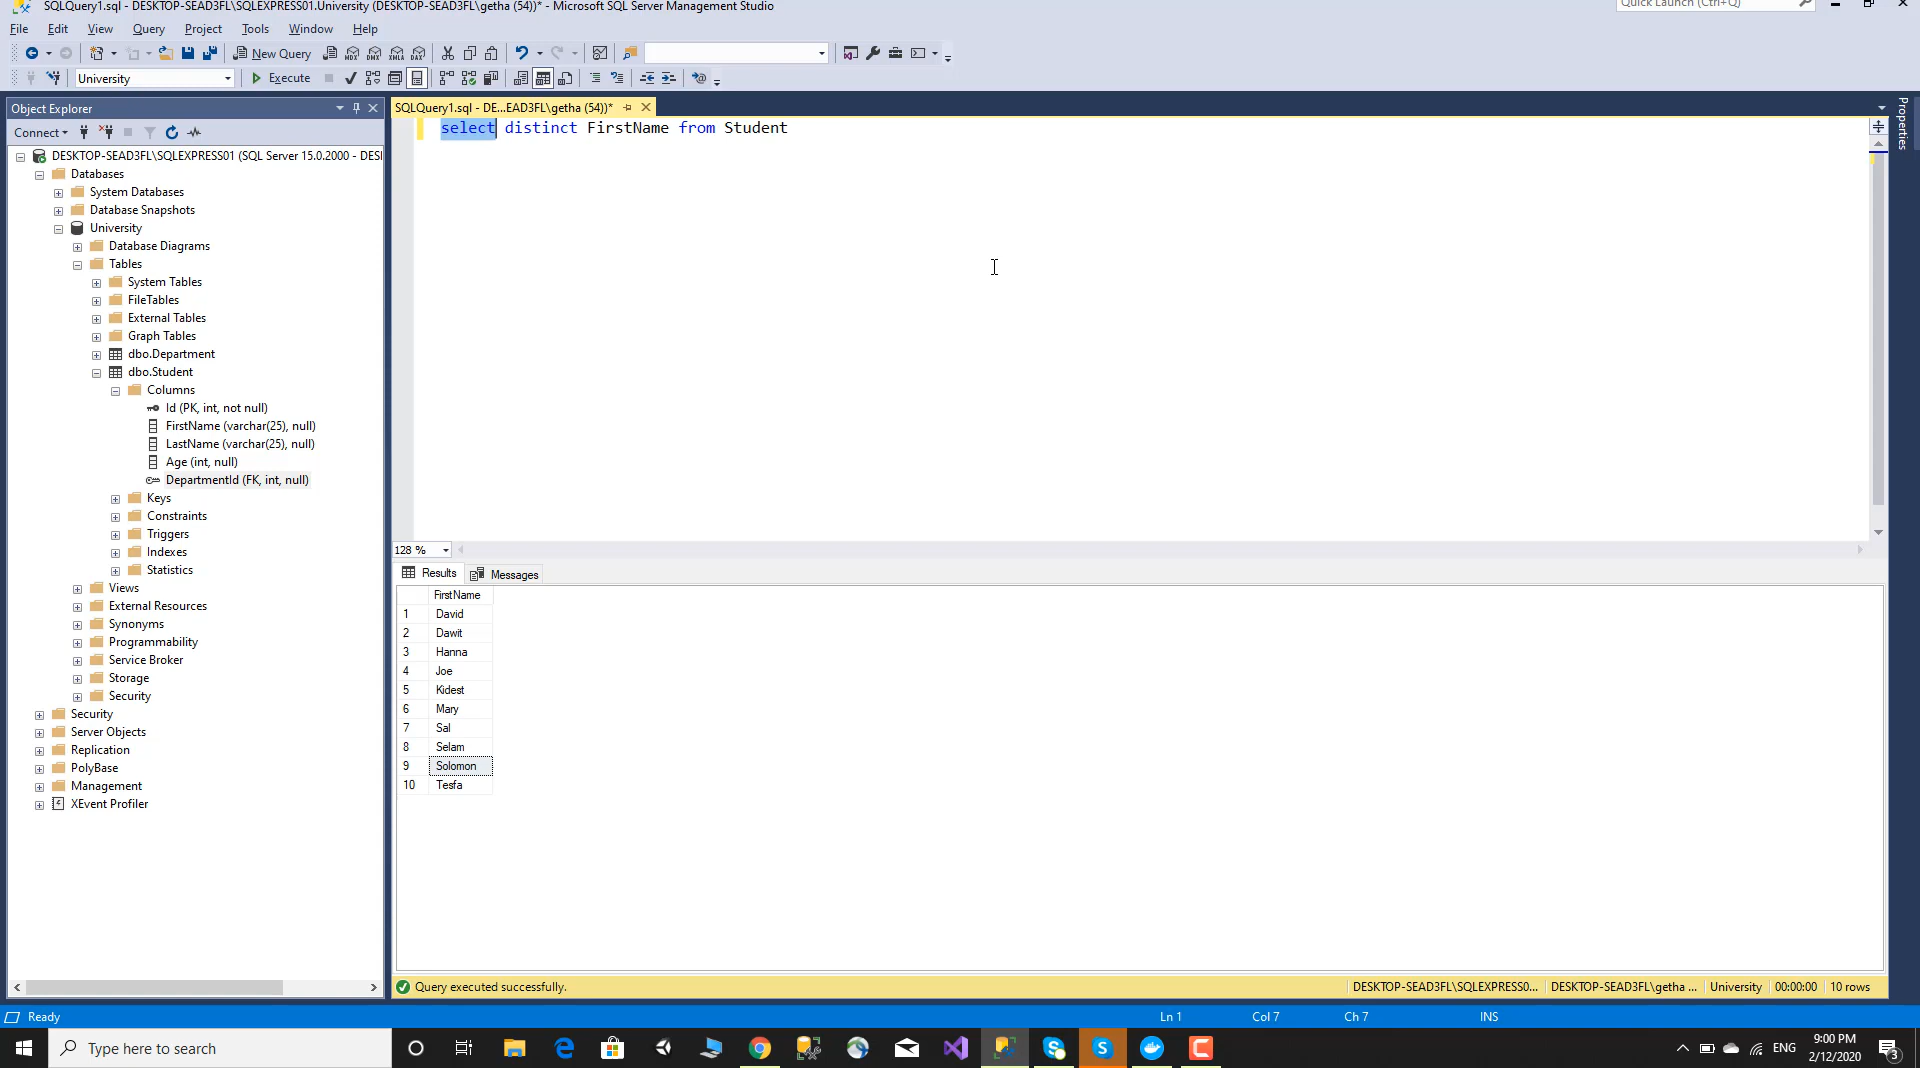 SQLQuery1.sql - DESKTOP-SEAD3FL\SQLEXPRESS01.University (DESKTOP-SEAD3FL\getha (54))* - Microsoft SQL Server Management Studio
Quick Launch (Ctrl+Q)
File Edit View Query Project Tools Window Help
New Query
MDX DMX XMLA DAX
University
Execute
Object Explorer
SQLQuery1.sql - DE...EAD3FL\getha (54))*
Properties
Connect
select distinct FirstName from Student
DESKTOP-SEAD3FL\SQLEXPRESS01 (SQL Server 15.0.2000 - DESI
Databases
System Databases
Database Snapshots
University
Database Diagrams
Tables
System Tables
FileTables
External Tables
Graph Tables
dbo.Department
dbo.Student
Columns
Id (PK, int, not null)
FirstName (varchar(25), null)
LastName (varchar(25), null)
Age (int, null)
DepartmentId (FK, int, null)
Keys
Constraints
Triggers
Indexes
Statistics
Views
External Resources
Synonyms
Programmability
Service Broker
Storage
Security
Security
Server Objects
Replication
PolyBase
Management
XEvent Profiler
128 %
Results Messages
FirstName
1 David
2 Dawit
3 Hanna
4 Joe
5 Kidest
6 Mary
7 Sal
8 Selam
9 Solomon
10 Tesfa
Query executed successfully.
DESKTOP-SEAD3FL\SQLEXPRESS0... DESKTOP-SEAD3FL\getha ... University 00:00:00 10 rows
Ready
Ln 1 Col 7 Ch 7 INS
Type here to search
ENG
9:00 PM
2/12/2020
3